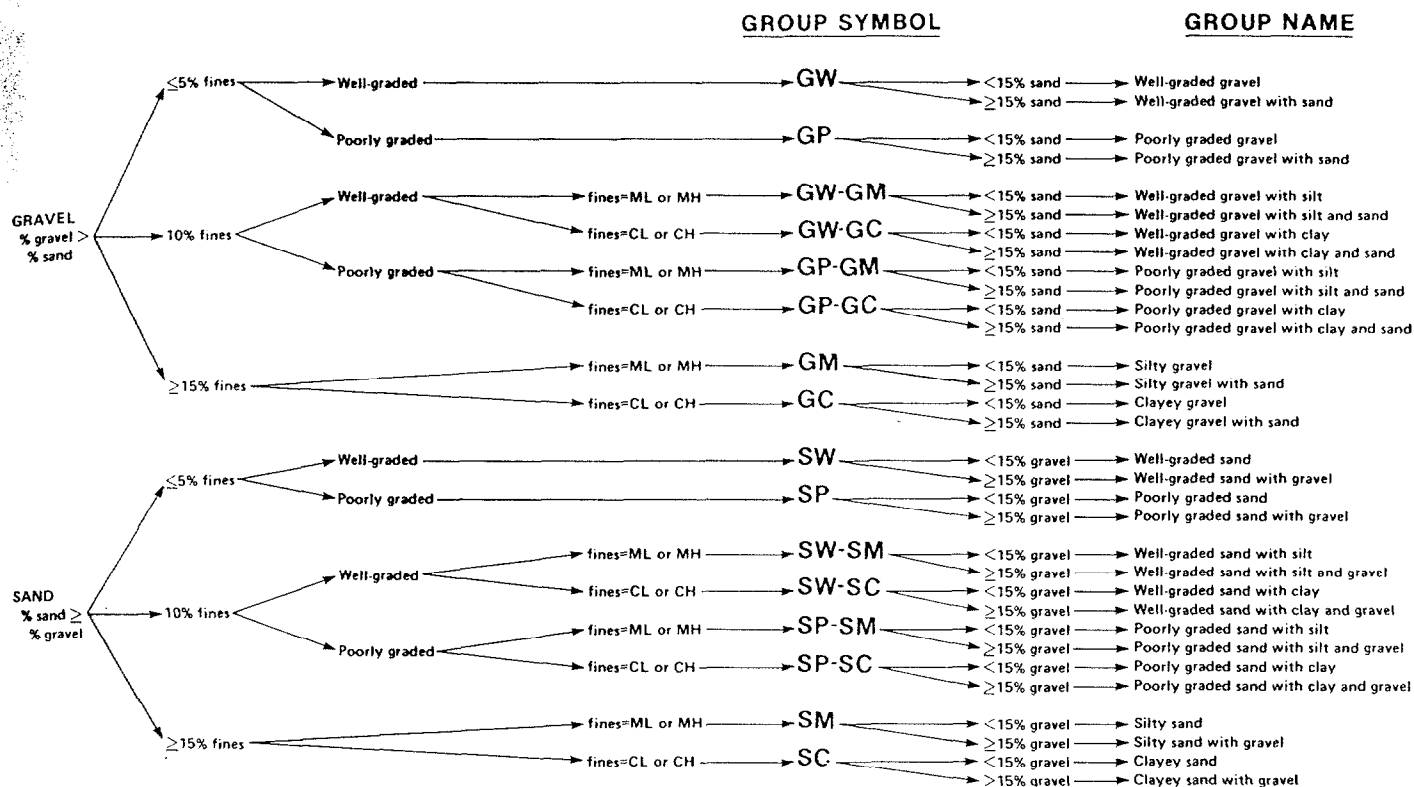 GROUP SYMBOL GROUP NAME
≤5% fines Well-graded GW <15% sand Well-graded gravel
≥15% sand Well-graded gravel with sand
Poorly graded GP <15% sand Poorly graded gravel
≥15% sand Poorly graded gravel with sand
GRAVEL
% gravel >
% sand
10% fines Well-graded fines=ML or MH GW-GM <15% sand Well-graded gravel with silt
≥15% sand Well-graded gravel with silt and sand
fines=CL or CH GW-GC <15% sand Well-graded gravel with clay
≥15% sand Well-graded gravel with clay and sand
Poorly graded fines=ML or MH GP-GM <15% sand Poorly graded gravel with silt
≥15% sand Poorly graded gravel with silt and sand
fines=CL or CH GP-GC <15% sand Poorly graded gravel with clay
≥15% sand Poorly graded gravel with clay and sand
≥15% fines fines=ML or MH GM <15% sand Silty gravel
≥15% sand Silty gravel with sand
fines=CL or CH GC <15% sand Clayey gravel
≥15% sand Clayey gravel with sand
≤5% fines Well-graded SW <15% gravel Well-graded sand
≥15% gravel Well-graded sand with gravel
Poorly graded SP <15% gravel Poorly graded sand
≥15% gravel Poorly graded sand with gravel
SAND
% sand ≥
% gravel
10% fines Well-graded fines=ML or MH SW-SM <15% gravel Well-graded sand with silt
≥15% gravel Well-graded sand with silt and gravel
fines=CL or CH SW-SC <15% gravel Well-graded sand with clay
≥15% gravel Well-graded sand with clay and gravel
Poorly graded fines=ML or MH SP-SM <15% gravel Poorly graded sand with silt
≥15% gravel Poorly graded sand with silt and gravel
fines=CL or CH SP-SC <15% gravel Poorly graded sand with clay
≥15% gravel Poorly graded sand with clay and gravel
≥15% fines fines=ML or MH SM <15% gravel Silty sand
≥15% gravel Silty sand with gravel
fines=CL or CH SC <15% gravel Clayey sand
>15% gravel Clayey sand with gravel